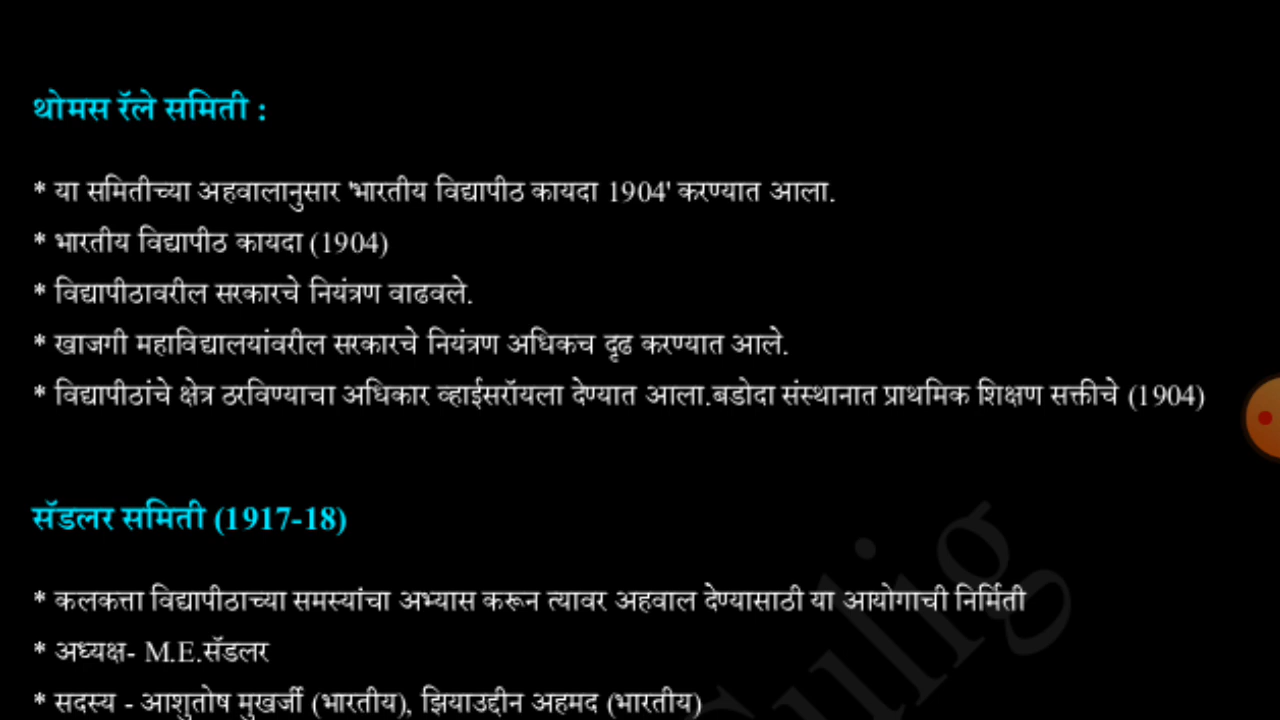 थोमस रॅले समिती :
* या समितीच्या अहवालानुसार 'भारतीय विद्यापीठ कायदा 1904' करण्यात आला.
* भारतीय विद्यापीठ कायदा (1904)
* विद्यापीठावरील सरकारचे नियंत्रण वाढवले.
* खाजगी महाविद्यालयांवरील सरकारचे नियंत्रण अधिकच दृढ करण्यात आले.
* विद्यापीठांचे क्षेत्र ठरविण्याचा अधिकार व्हाईसरॉयला देण्यात आला.बडोदा संस्थानात प्राथमिक शिक्षण सक्तीचे (1904)
सॅडलर समिती (1917-18)
* कलकत्ता विद्यापीठाच्या समस्यांचा अभ्यास करून त्यावर अहवाल देण्यासाठी या आयोगाची निर्मिती
* अध्यक्ष- M.E.सॅडलर
* सदस्य - आशुतोष मुखर्जी (भारतीय), झियाउद्दीन अहमद (भारतीय)